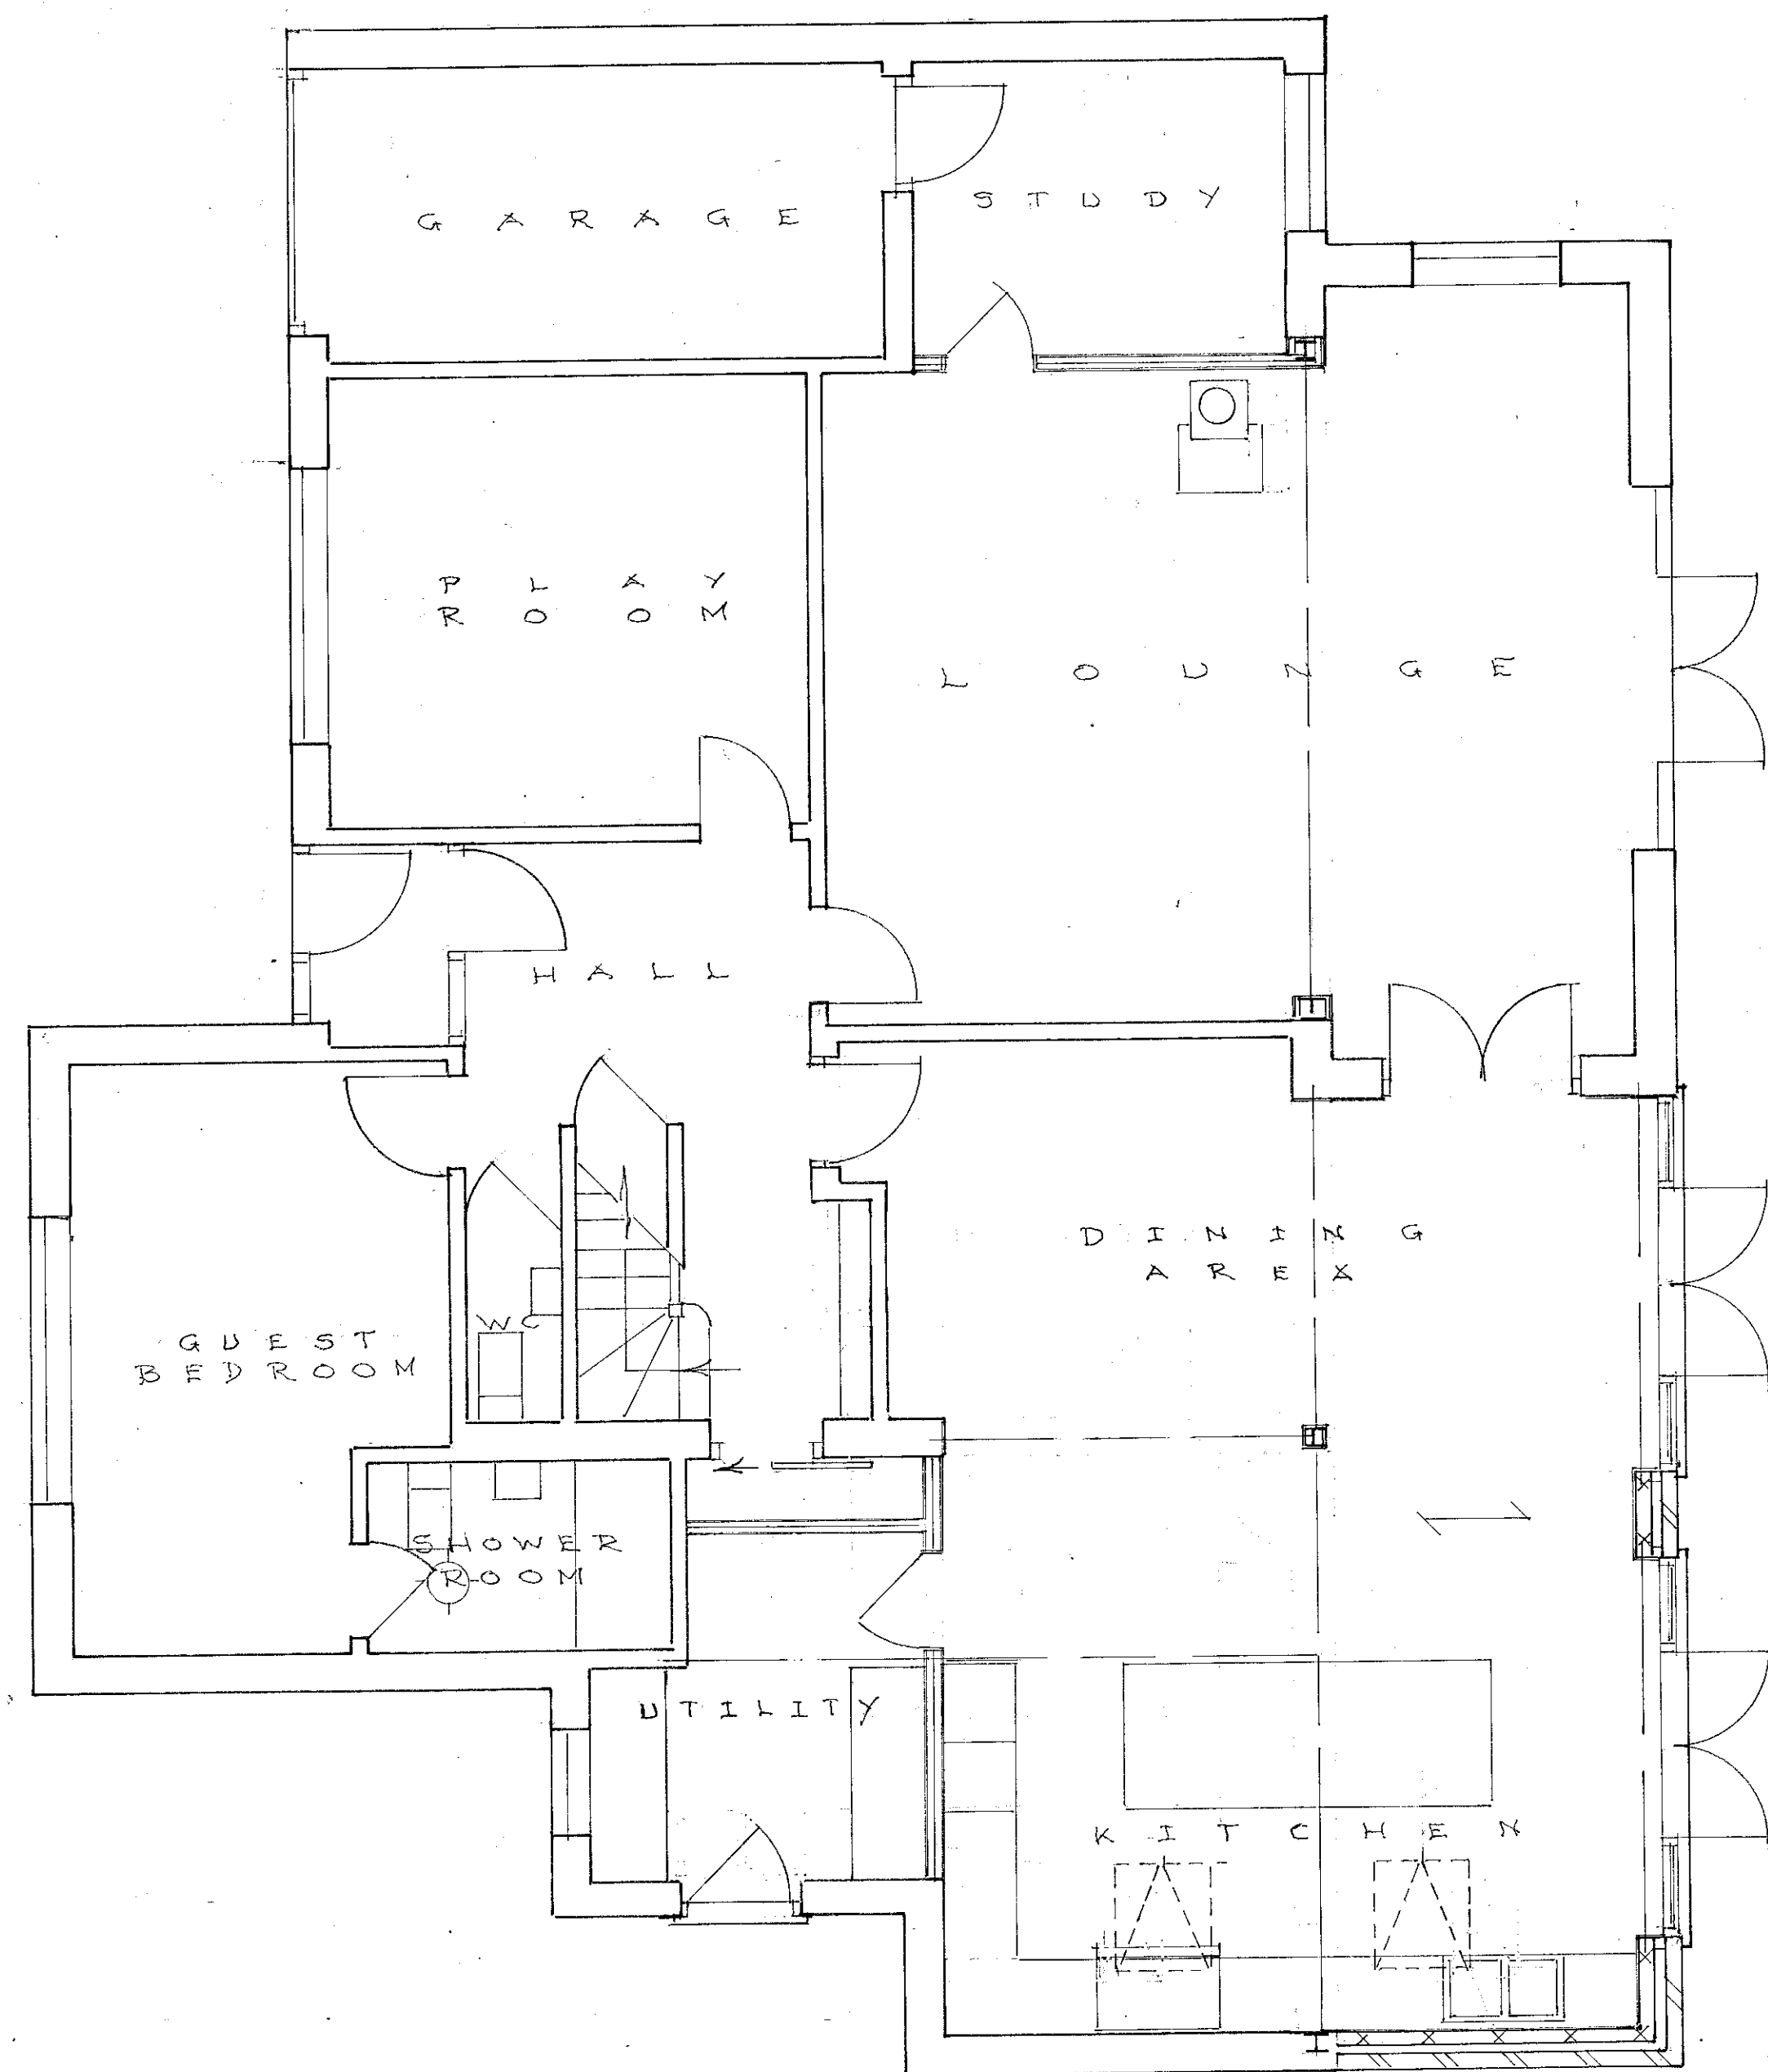 GARAGE
STUDY
PLAY
ROOM
LOUNGE
HALL
DINING
AREA
WC
GUEST
BEDROOM
SHOWER
ROOM
UTILITY
KITCHEN